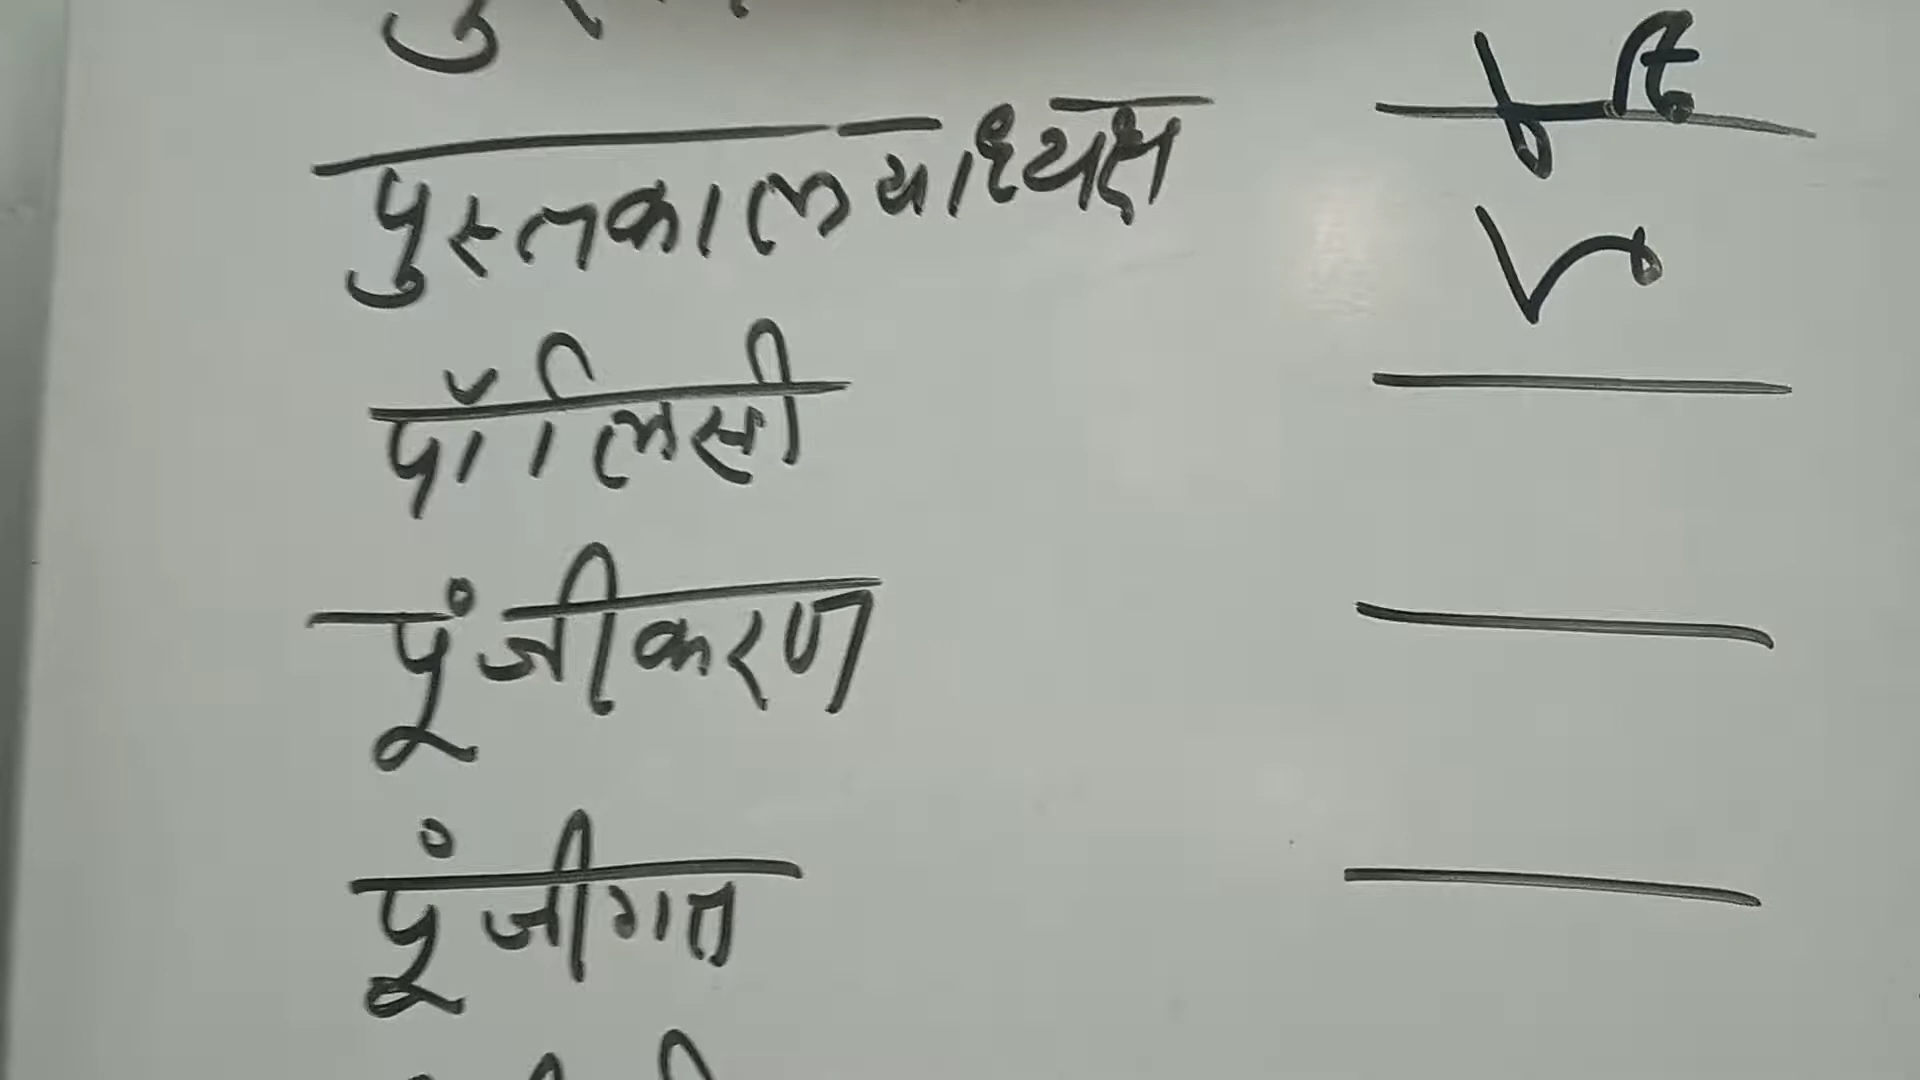 पुस्तकालयाध्यक्ष
पॉलिसी
पूंजीकरण
पूंजीगत